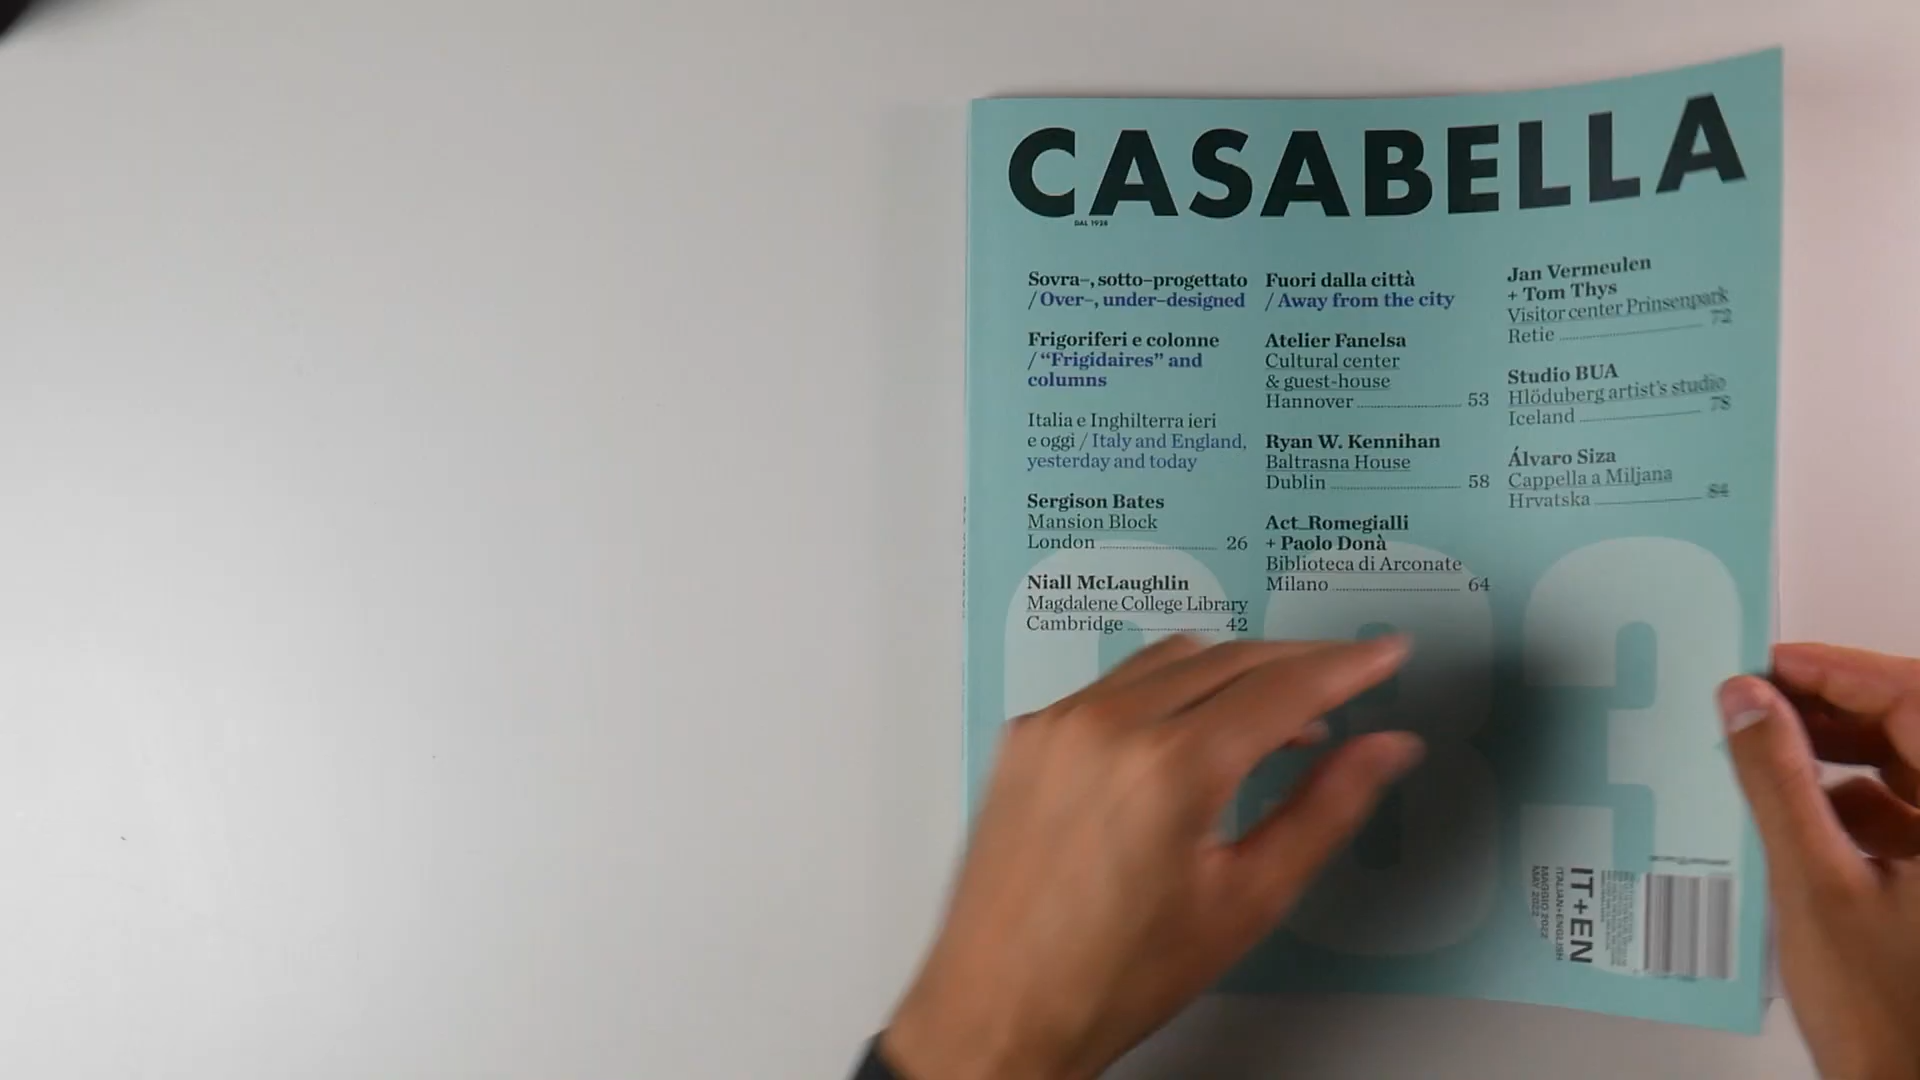 CASABELLA
DAL 1928
Sovra–, sotto–progettato
/ Over–, under–designed
Frigoriferi e colonne
/ “Frigidaires” and
columns
Italia e Inghilterra ieri
e oggi / Italy and England,
yesterday and today
Sergison Bates
Mansion Block
London 26
Niall McLaughlin
Magdalene College Library
Cambridge 42
Fuori dalla città
/ Away from the city
Atelier Fanelsa
Cultural center
& guest-house
Hannover 53
Ryan W. Kennihan
Baltrasna House
Dublin 58
Act_Romegialli
+ Paolo Donà
Biblioteca di Arconate
Milano 64
Jan Vermeulen
+ Tom Thys
Visitor center Prinsenpark
Retie 72
Studio BUA
Hlöduberg artist’s studio
Iceland 78
Álvaro Siza
Cappella a Miljana
Hrvatska 84
IT+EN
ITALIAN+ENGLISH
MAGGIO 2022
MAY 2022